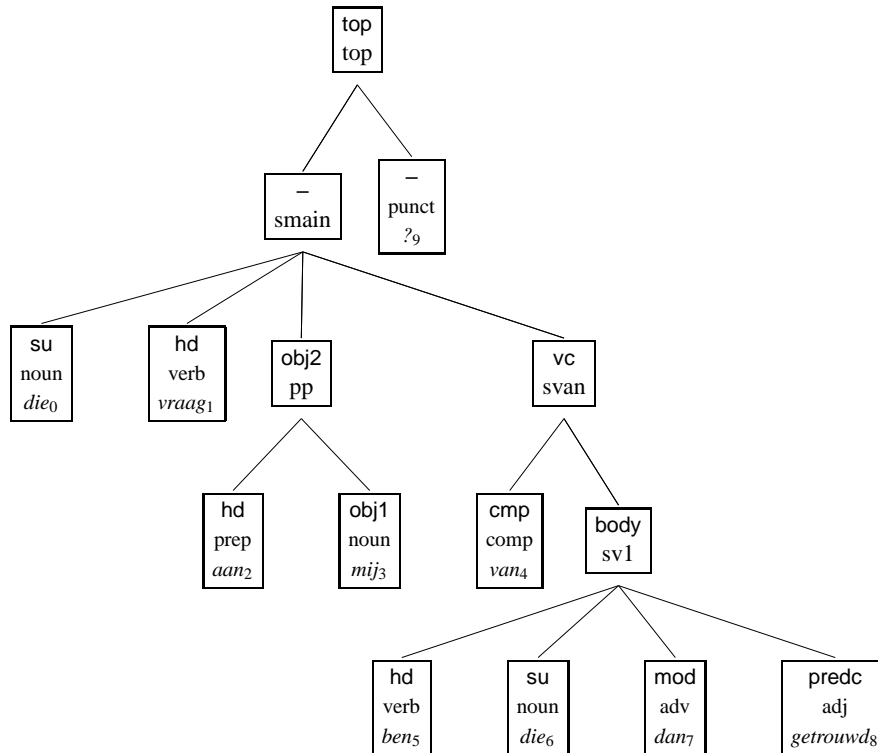 top
top
–
smain
–
punct
?9
su
noun
die0
hd
verb
vraag1
obj2
pp
vc
svan
hd
prep
aan2
obj1
noun
mij3
cmp
comp
van4
body
sv1
hd
verb
ben5
su
noun
die6
mod
adv
dan7
predc
adj
getrouwd8